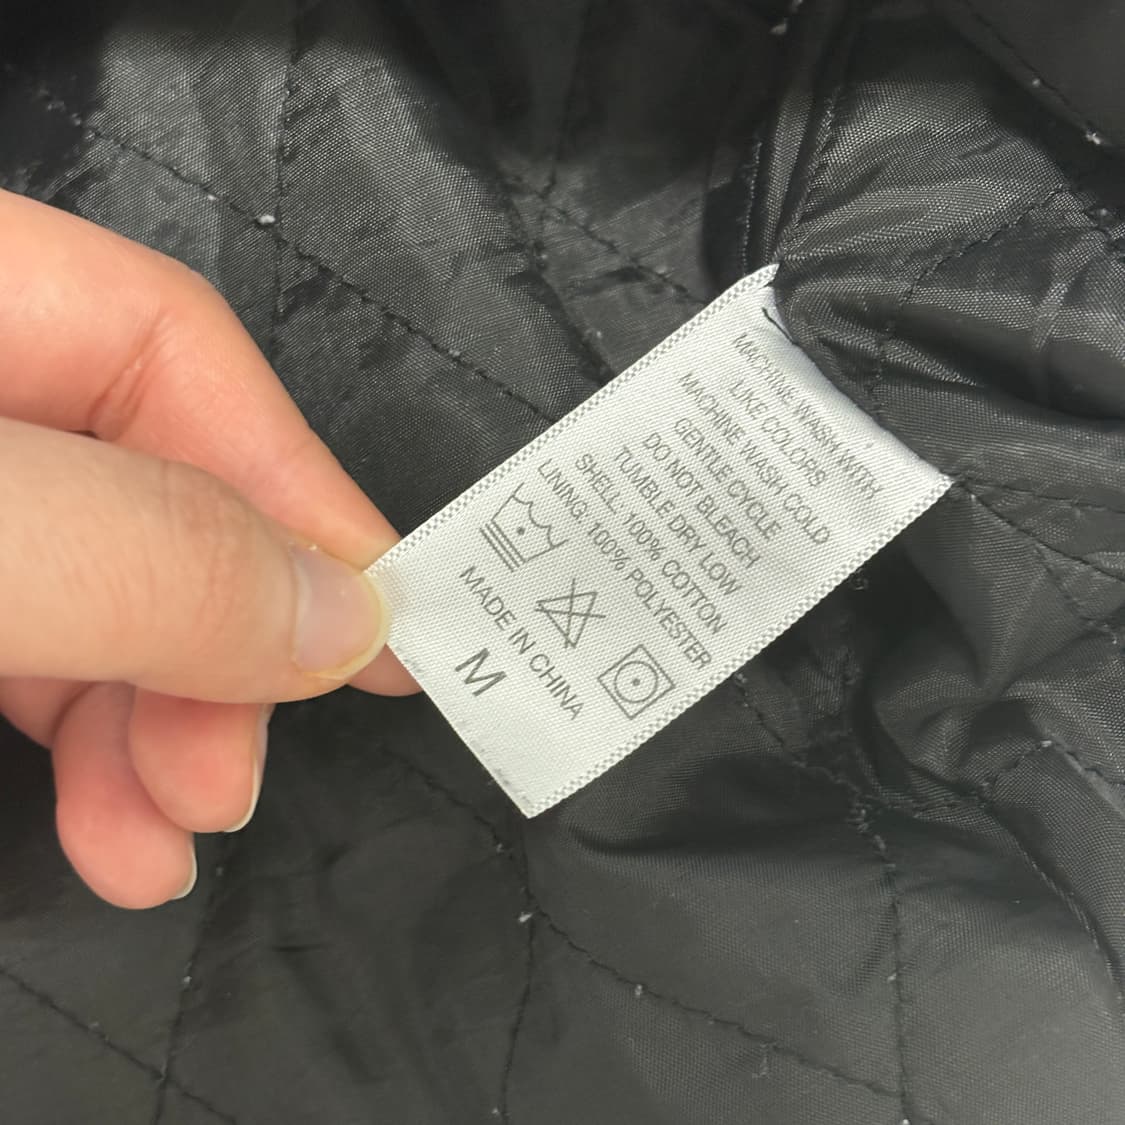 MACHINE WASH WITH
LIKE COLORS
MACHINE WASH COLD
GENTLE CYCLE
DO NOT BLEACH
TUMBLE DRY LOW
SHELL: 100% COTTON
LINING: 100% POLYESTER
MADE IN CHINA
M